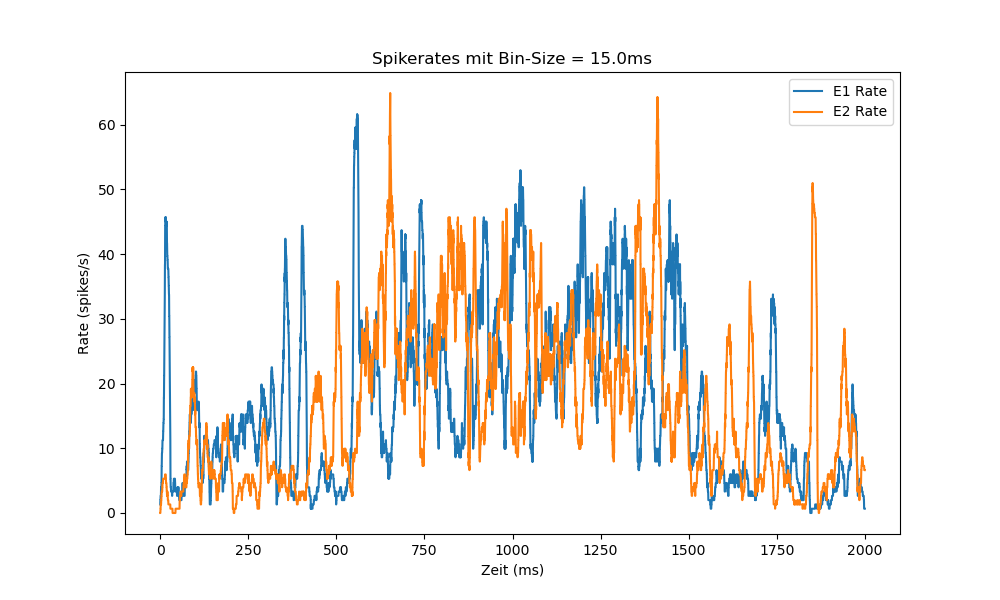 Spikerates mit Bin-Size = 15.0ms
E1 Rate
E2 Rate
Rate (spikes/s)
60
50
40
30
20
10
0
0 250 500 750 1000 1250 1500 1750 2000
Zeit (ms)